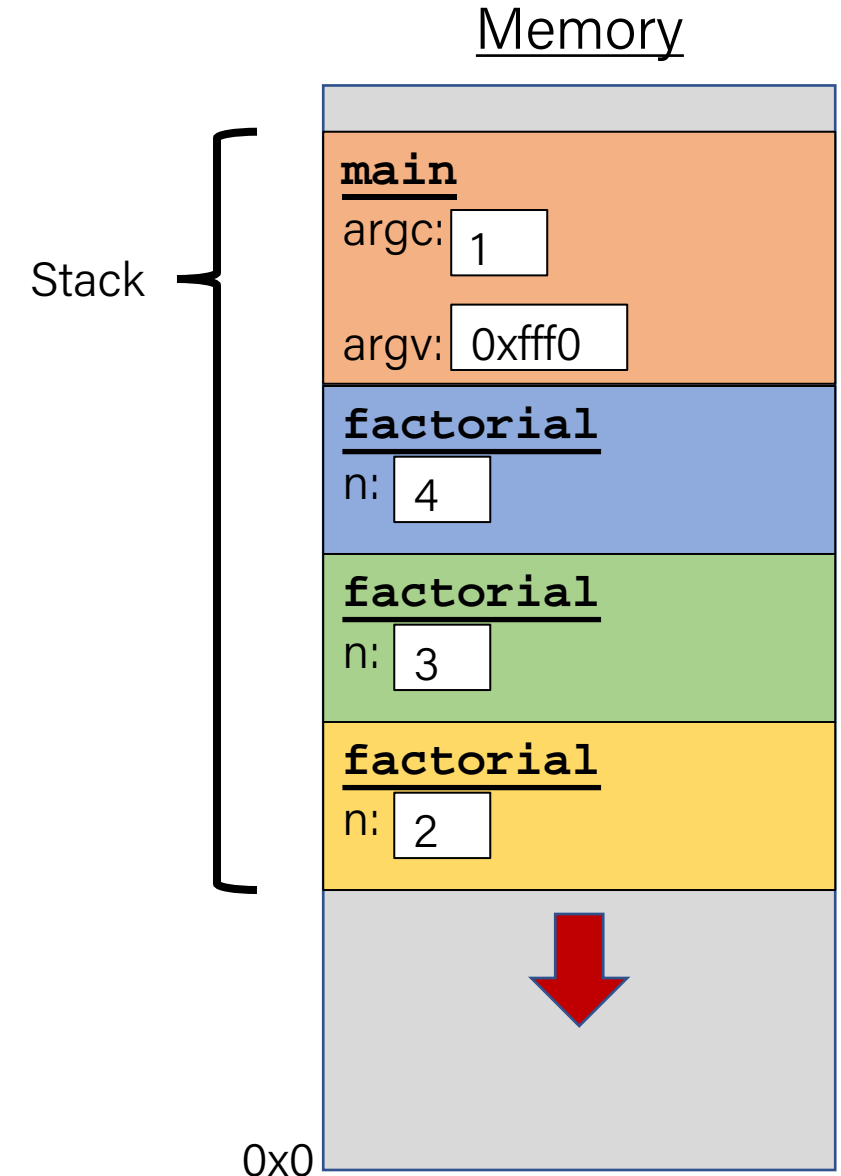 Memory
main
argc: 1
Stack
argv: 0xfff0
factorial
n: 4
factorial
n: 3
factorial
n: 2
0x0